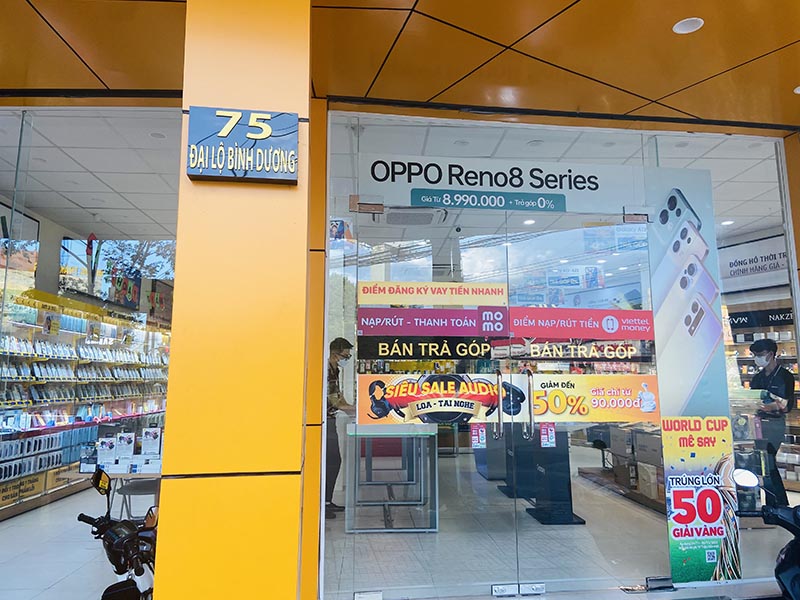 75
ĐẠI LỘ BÌNH DƯƠNG
OPPO Reno8 Series
Giá Từ 8.990.000 + Trả góp 0%
ĐIỂM ĐĂNG KÝ VAY TIỀN NHANH
NẠP/RÚT - THANH TOÁN
mo
mo
ĐIỂM NẠP/RÚT TIỀN
viettel
money
BÁN TRẢ GÓP
BÁN TRẢ GÓP
SIÊU SALE AUDIO
LOA - TAI NGHE
GIẢM ĐẾN
50%
Giá chỉ từ
90.000đ
WORLD CUP
MÊ SAY
TRÚNG LỚN
50
GIẢI VÀNG
ĐỒNG HỒ THỜI TR
CHÍNH HÃNG GIÁ